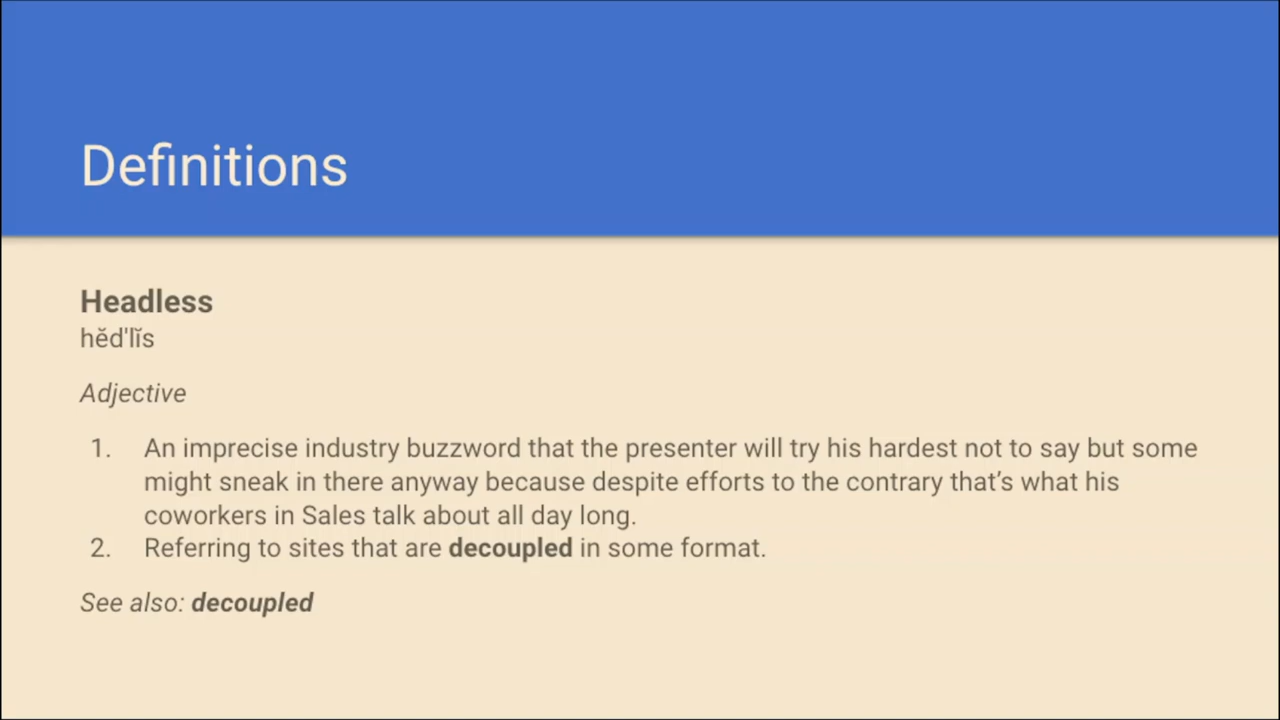 Definitions
Headless
hĕd'lĭs
Adjective
1. An imprecise industry buzzword that the presenter will try his hardest not to say but some
might sneak in there anyway because despite efforts to the contrary that’s what his
coworkers in Sales talk about all day long.
2. Referring to sites that are decoupled in some format.
See also: decoupled